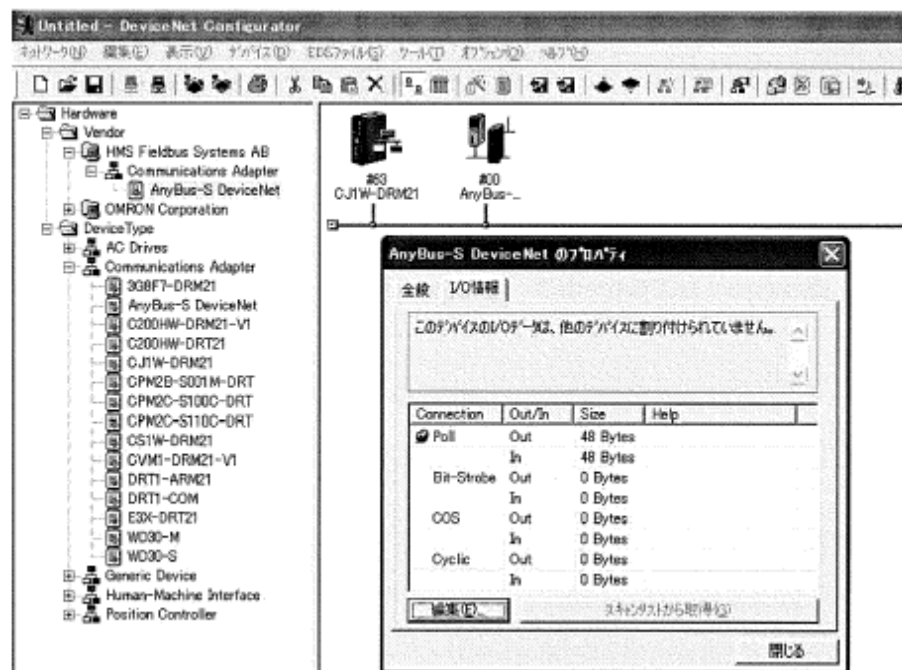 Untitled - DeviceNet Configurator
ネットワーク(N) 編集(E) 表示(V) デバイス(D) EDSファイル(S) ツール(T) オプション(O) ヘルプ(H)
Hardware
Vendor
HMS Fieldbus Systems AB
Communications Adapter
AnyBus-S DeviceNet
OMRON Corporation
DeviceType
AC Drives
Communications Adapter
3G8F7-DRM21
AnyBus-S DeviceNet
C200HW-DRM21-V1
C200HW-DRT21
CJ1W-DRM21
CPM2B-S001M-DRT
CPM2C-S100C-DRT
CPM2C-S110C-DRT
CS1W-DRM21
CVM1-DRM21-V1
DRT1-ARM21
DRT1-COM
E3X-DRT21
WD30-M
WD30-S
Generic Device
Human-Machine Interface
Position Controller
#63
CJ1W-DRM21
#00
AnyBus-...
AnyBus-S DeviceNet のプロパティ
全般 I/O情報
このデバイスのI/Oデータは、他のデバイスに割り付けられていません。
Connection Out/In Size Help
Poll Out 48 Bytes
In 48 Bytes
Bit-Strobe Out 0 Bytes
In 0 Bytes
COS Out 0 Bytes
In 0 Bytes
Cyclic Out 0 Bytes
In 0 Bytes
編集(E)... スキャンリストから取得(G)
閉じる